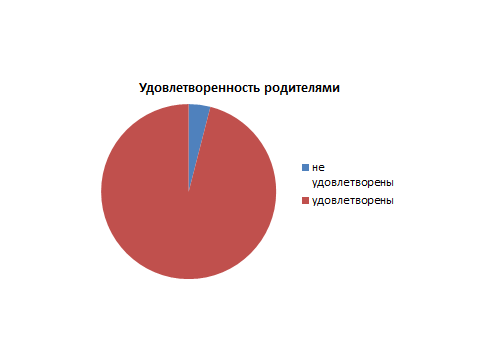 Удовлетворенность родителями
не
удовлетворены
удовлетворены